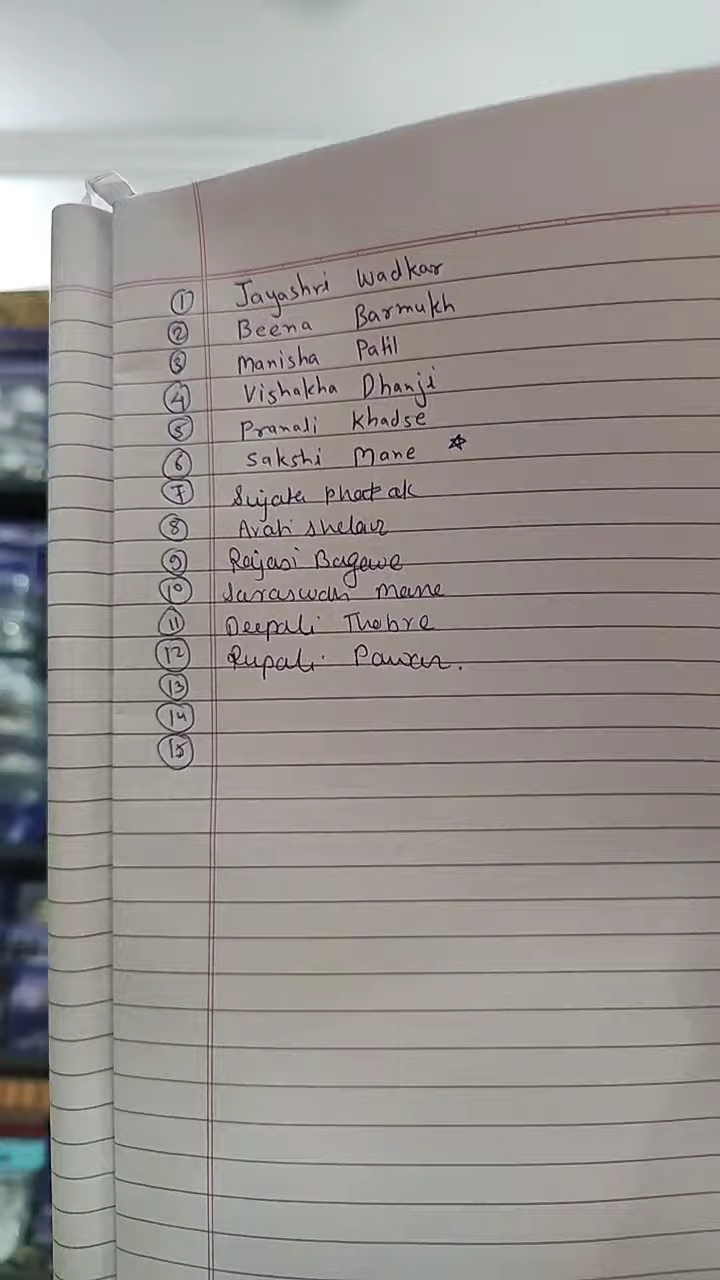 1 Jayashri Wadkar
2 Beena Barmukh
3 Manisha Patil
4 Vishakha Dhanji
5 Pranali Khadse
6 Sakshi Mane ☆
7 Sujata phatak
8 Arati shelar
9 Rajasi Bagewe
10 Saraswati mane
11 Deepali Thobre
12 Rupali Pawar.
13
14
15